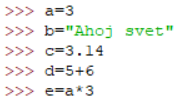 >>> a=3
>>> b="Ahoj svet"
>>> c=3.14
>>> d=5+6
>>> e=a*3